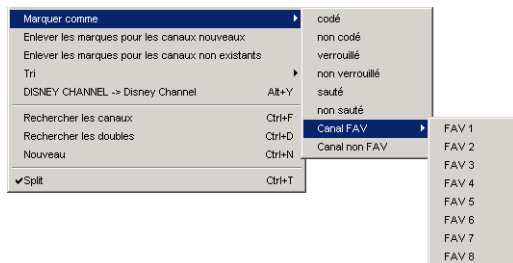 Marquer comme
Enlever les marques pour les canaux nouveaux
Enlever les marques pour les canaux non existants
Tri
DISNEY CHANNEL -> Disney Channel Alt+Y
Rechercher les canaux Ctrl+F
Rechercher les doubles Ctrl+D
Nouveau Ctrl+N
Split Ctrl+T
codé
non codé
verrouillé
non verrouillé
sauté
non sauté
Canal FAV
Canal non FAV
FAV 1
FAV 2
FAV 3
FAV 4
FAV 5
FAV 6
FAV 7
FAV 8